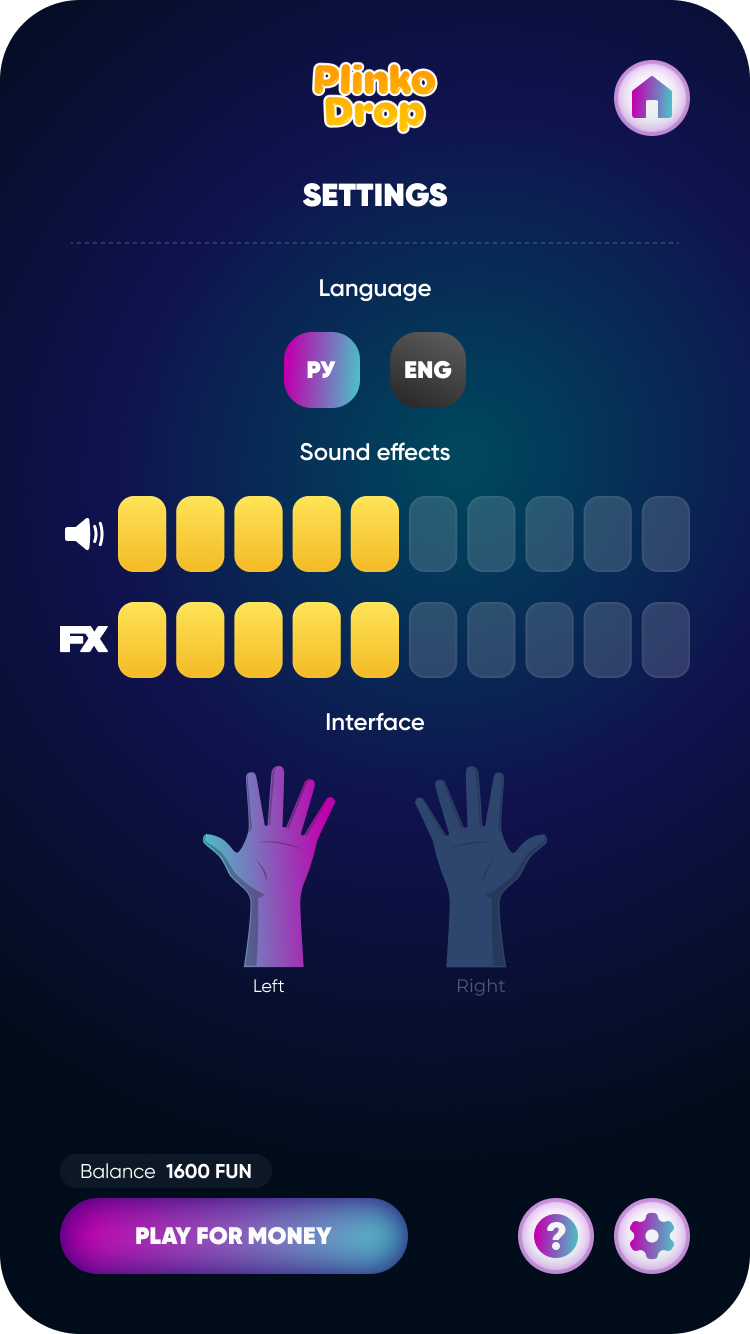 Plinko
Drop
SETTINGS
Language
РУ ENG
Sound effects
FX
Interface
Left Right
Balance 1600 FUN
PLAY FOR MONEY ?